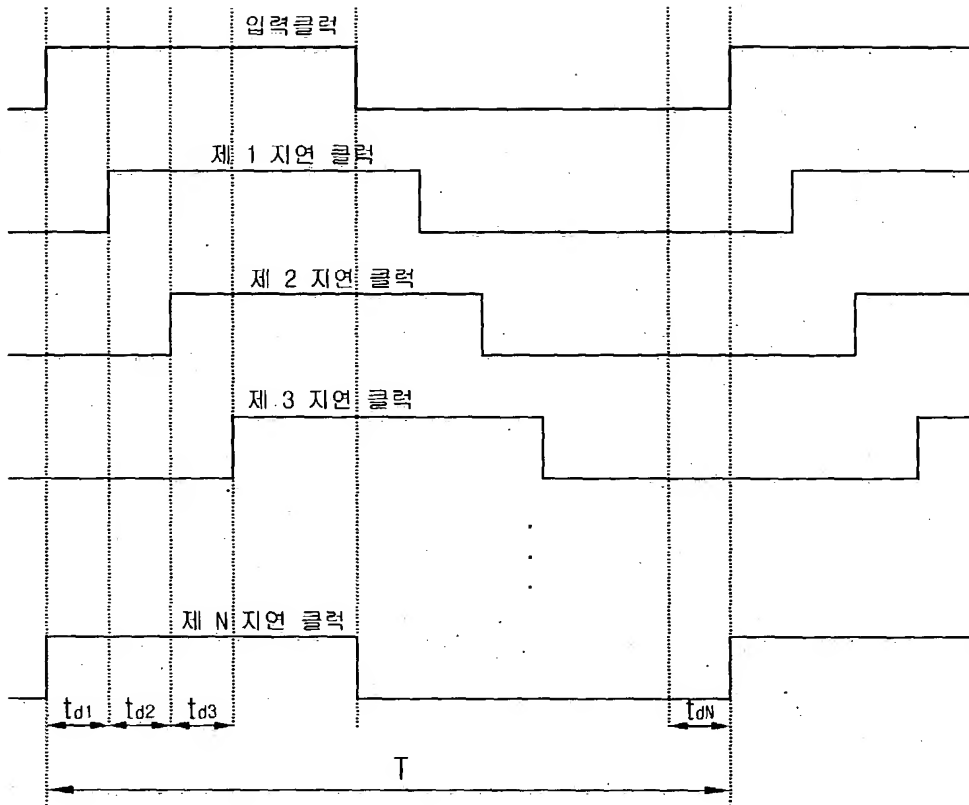 입력클럭
제 1 지연 클럭
제 2 지연 클럭
제 3 지연 클럭
제 N 지연 클럭
td1 td2 td3 tdN
T